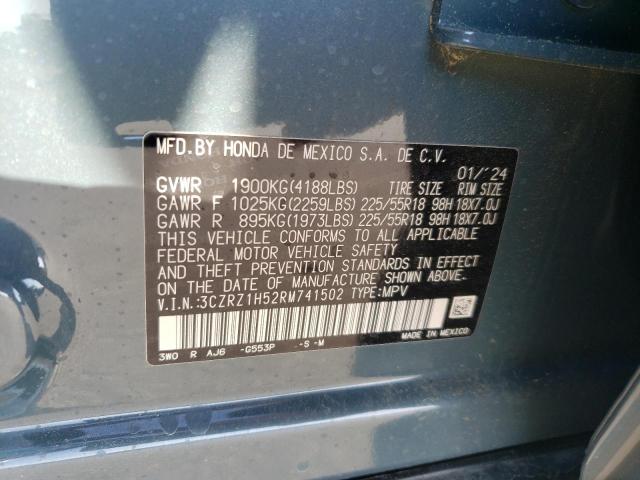 MFD.BY HONDA DE MEXICO S.A. DE C.V.
01/'24
GVWR 1900KG(4188LBS) TIRE SIZE RIM SIZE
GAWR F 1025KG(2259LBS) 225/55R18 98H 18X7.0J
GAWR R 895KG(1973LBS) 225/55R18 98H 18X7.0J
THIS VEHICLE CONFORMS TO ALL APPLICABLE
FEDERAL MOTOR VEHICLE SAFETY
AND THEFT PREVENTION STANDARDS IN EFFECT
ON THE DATE OF MANUFACTURE SHOWN ABOVE.
V.I.N.:3CZRZ1H52RM741502 TYPE:MPV
3WO R AJ6 -G553P -S -M MADE IN MEXICO